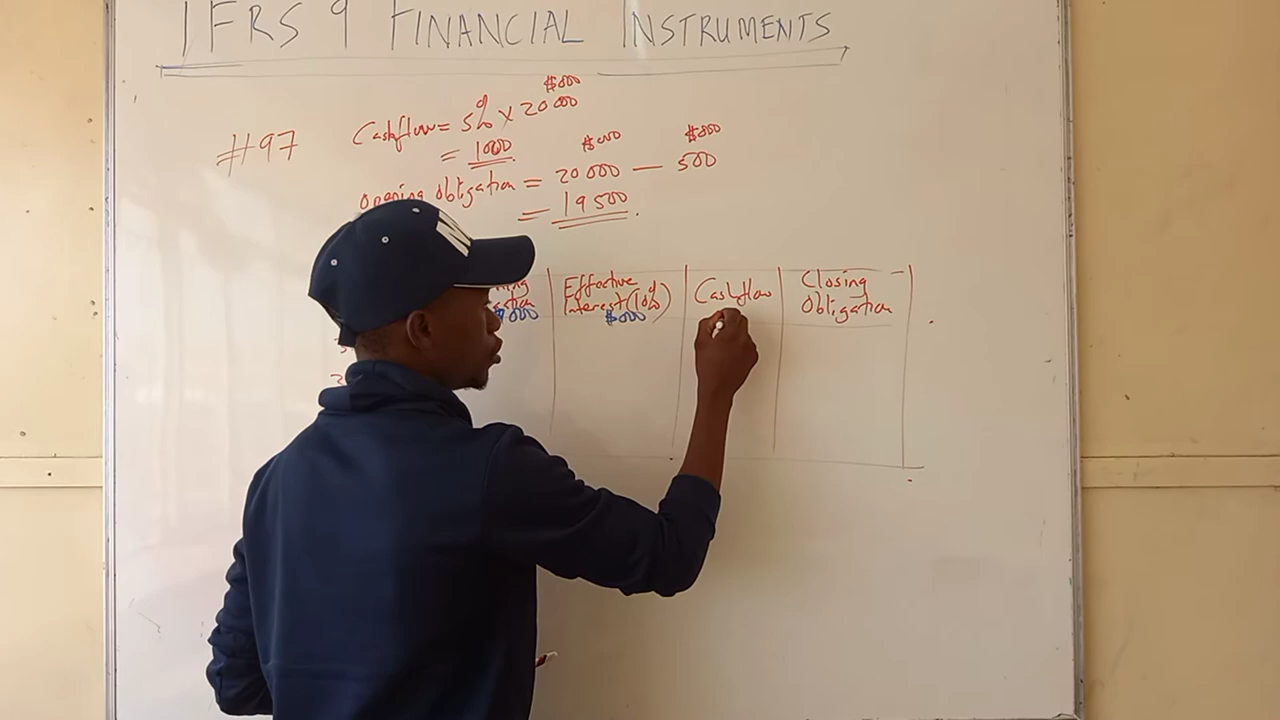 IFRS 9 FINANCIAL INSTRUMENTS
$000
#97 Cashflow = 5% x 20 000
= 1000 $000 $000
Opening obligation = 20 000 — 500
= 19 500.
Effective Cashflow Closing
Interest (10%) Obligation
$000 $000